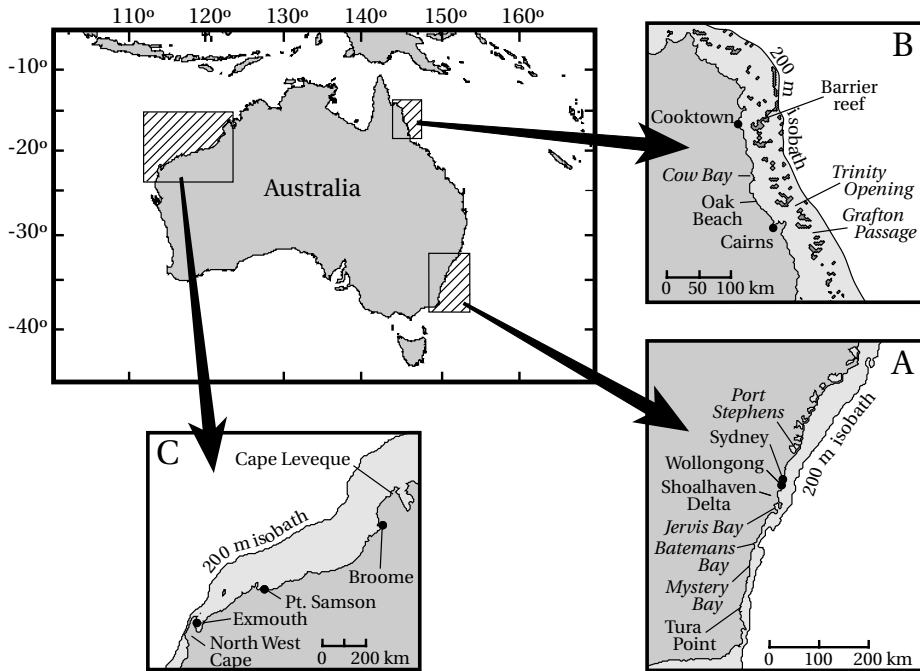 110º 120º 130º 140º 150º 160º
-10º
-20º
-30º
-40º
Australia
B
200 m isobath
Barrier
reef
Cooktown
Cow Bay
Trinity
Opening
Oak
Beach
Grafton
Passage
Cairns
0 50 100 km
A
Port
Stephens
Sydney
200 m isobath
Wollongong
Shoalhaven
Delta
Jervis Bay
Batemans
Bay
Mystery
Bay
Tura
Point
0 100 200 km
C
Cape Leveque
200 m isobath
Broome
Pt. Samson
Exmouth
North West
Cape
0 200 km